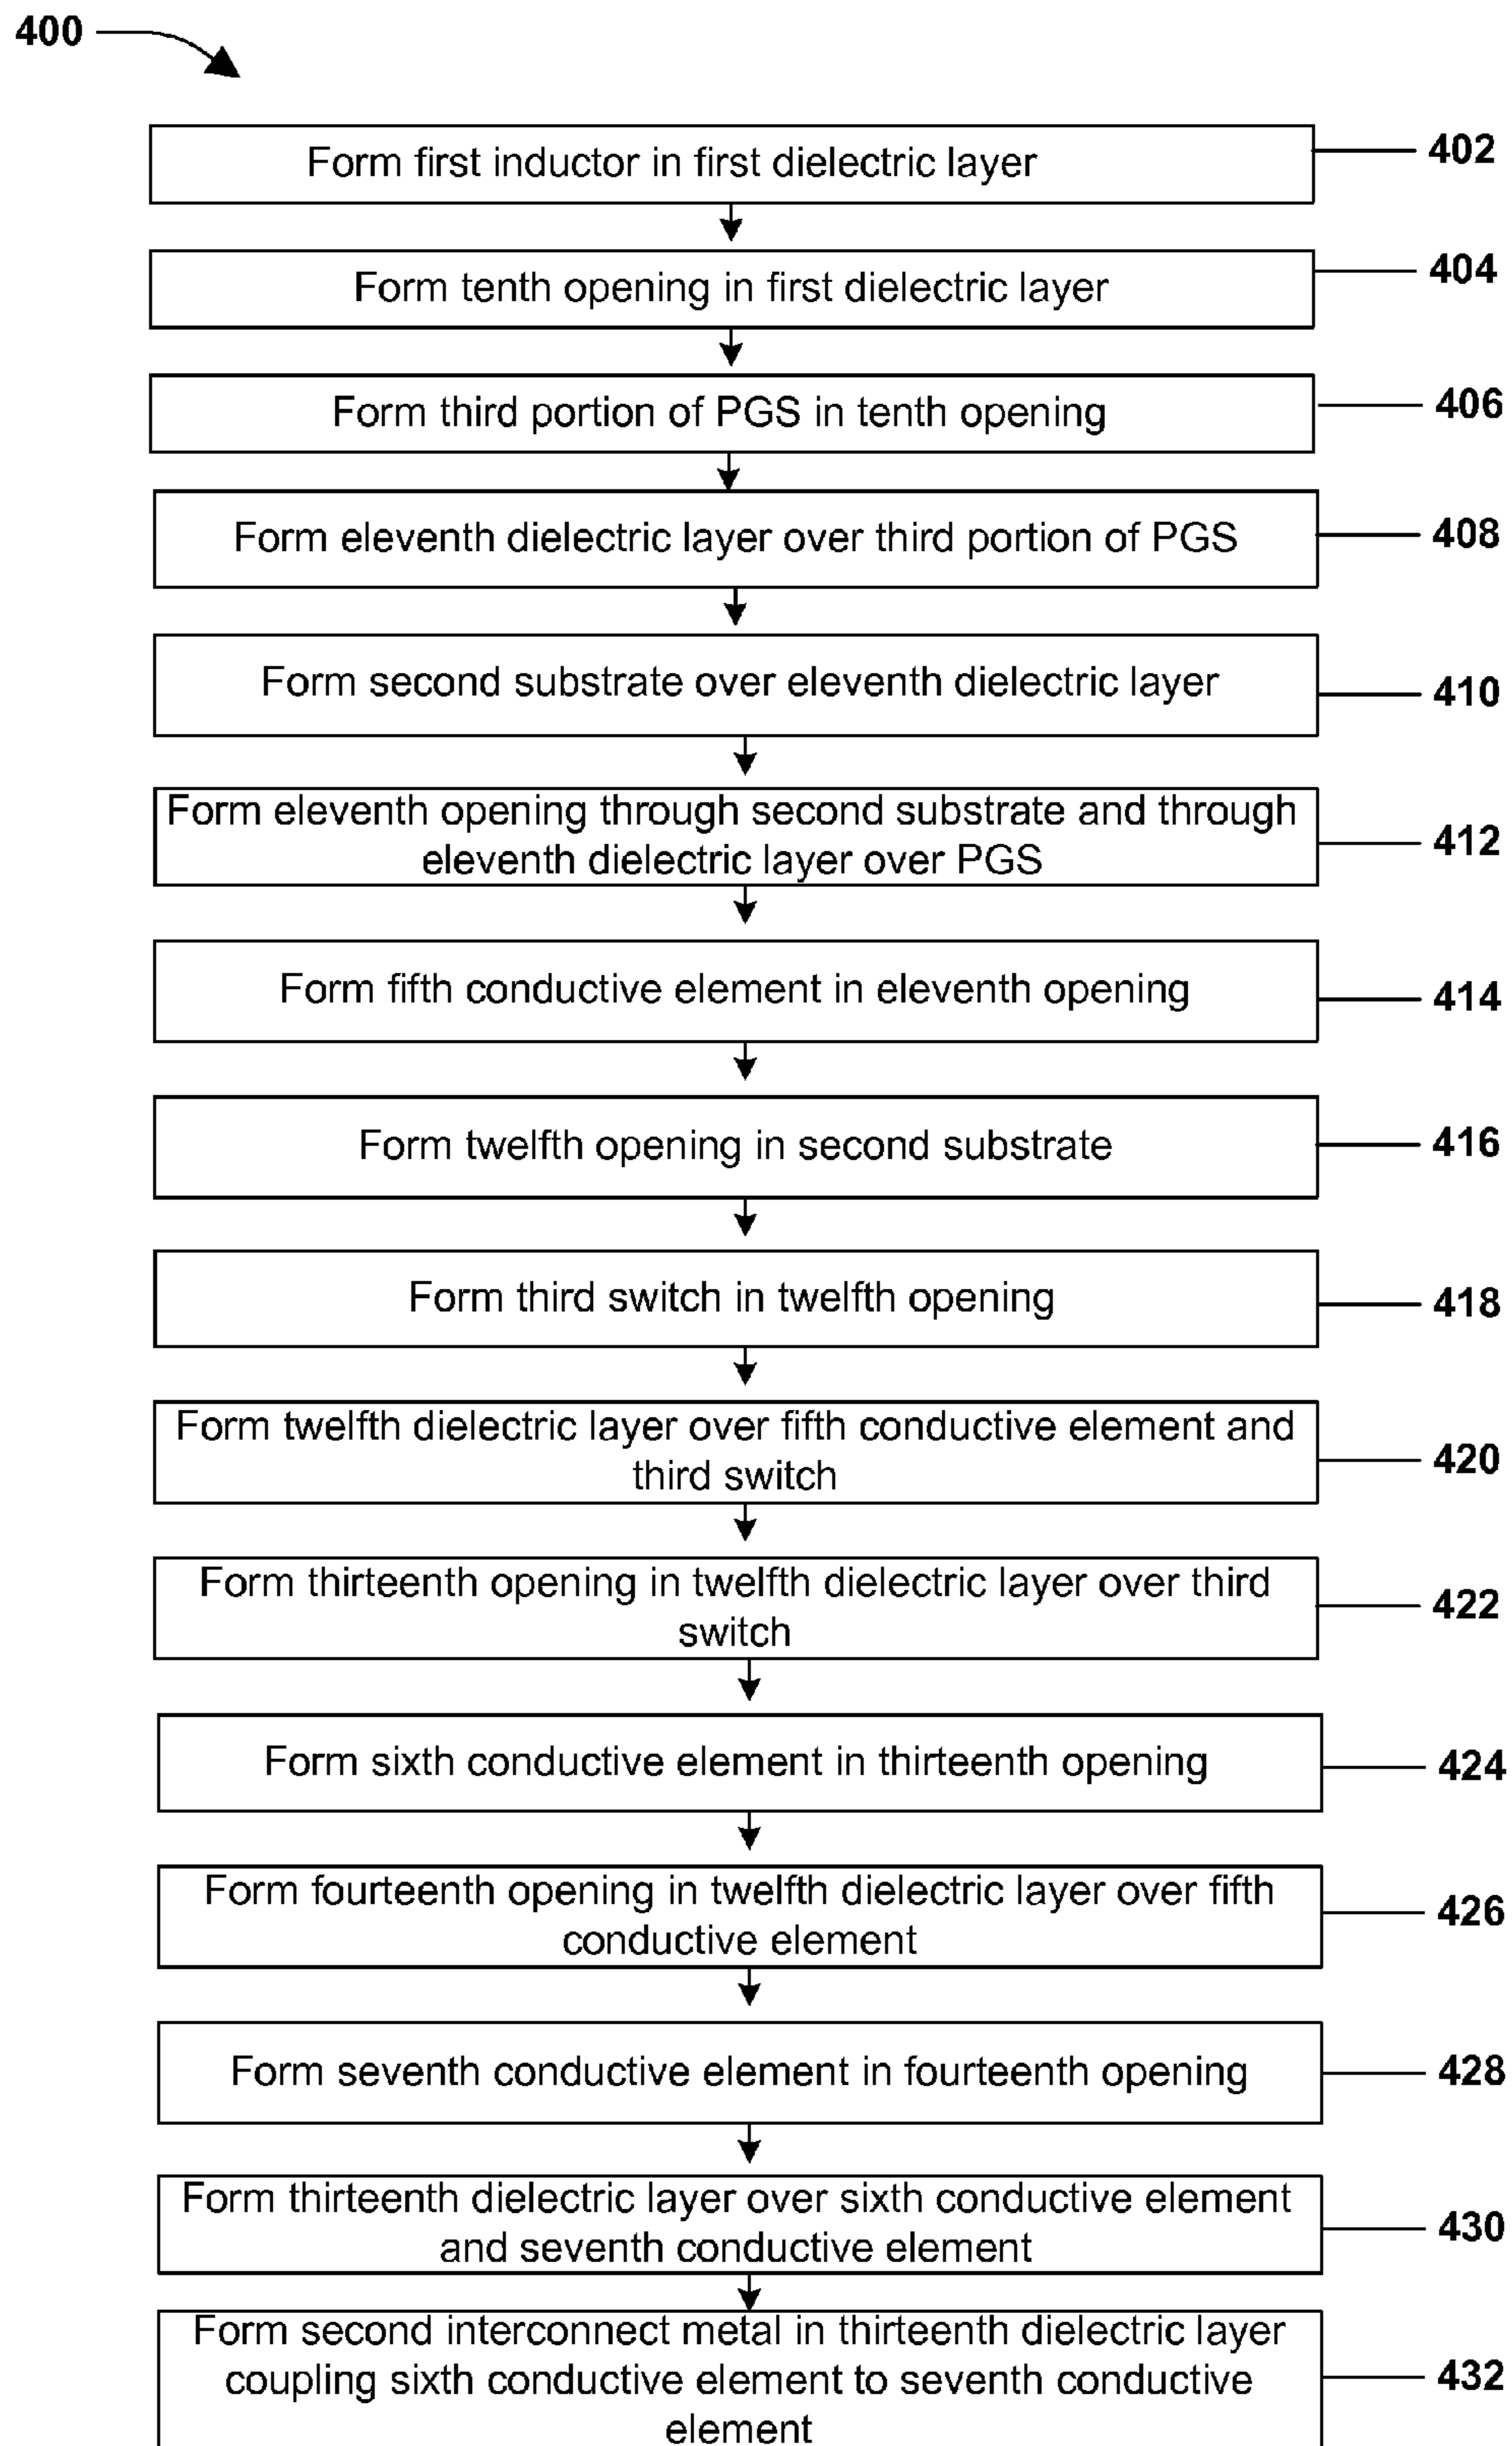 400
Form first inductor in first dielectric layer
402
Form tenth opening in first dielectric layer
404
Form third portion of PGS in tenth opening
406
Form eleventh dielectric layer over third portion of PGS
408
Form second substrate over eleventh dielectric layer
410
Form eleventh opening through second substrate and through
eleventh dielectric layer over PGS
412
Form fifth conductive element in eleventh opening
414
Form twelfth opening in second substrate
416
Form third switch in twelfth opening
418
Form twelfth dielectric layer over fifth conductive element and
third switch
420
Form thirteenth opening in twelfth dielectric layer over third
switch
422
Form sixth conductive element in thirteenth opening
424
Form fourteenth opening in twelfth dielectric layer over fifth
conductive element
426
Form seventh conductive element in fourteenth opening
428
Form thirteenth dielectric layer over sixth conductive element
and seventh conductive element
430
Form second interconnect metal in thirteenth dielectric layer
coupling sixth conductive element to seventh conductive
element
432